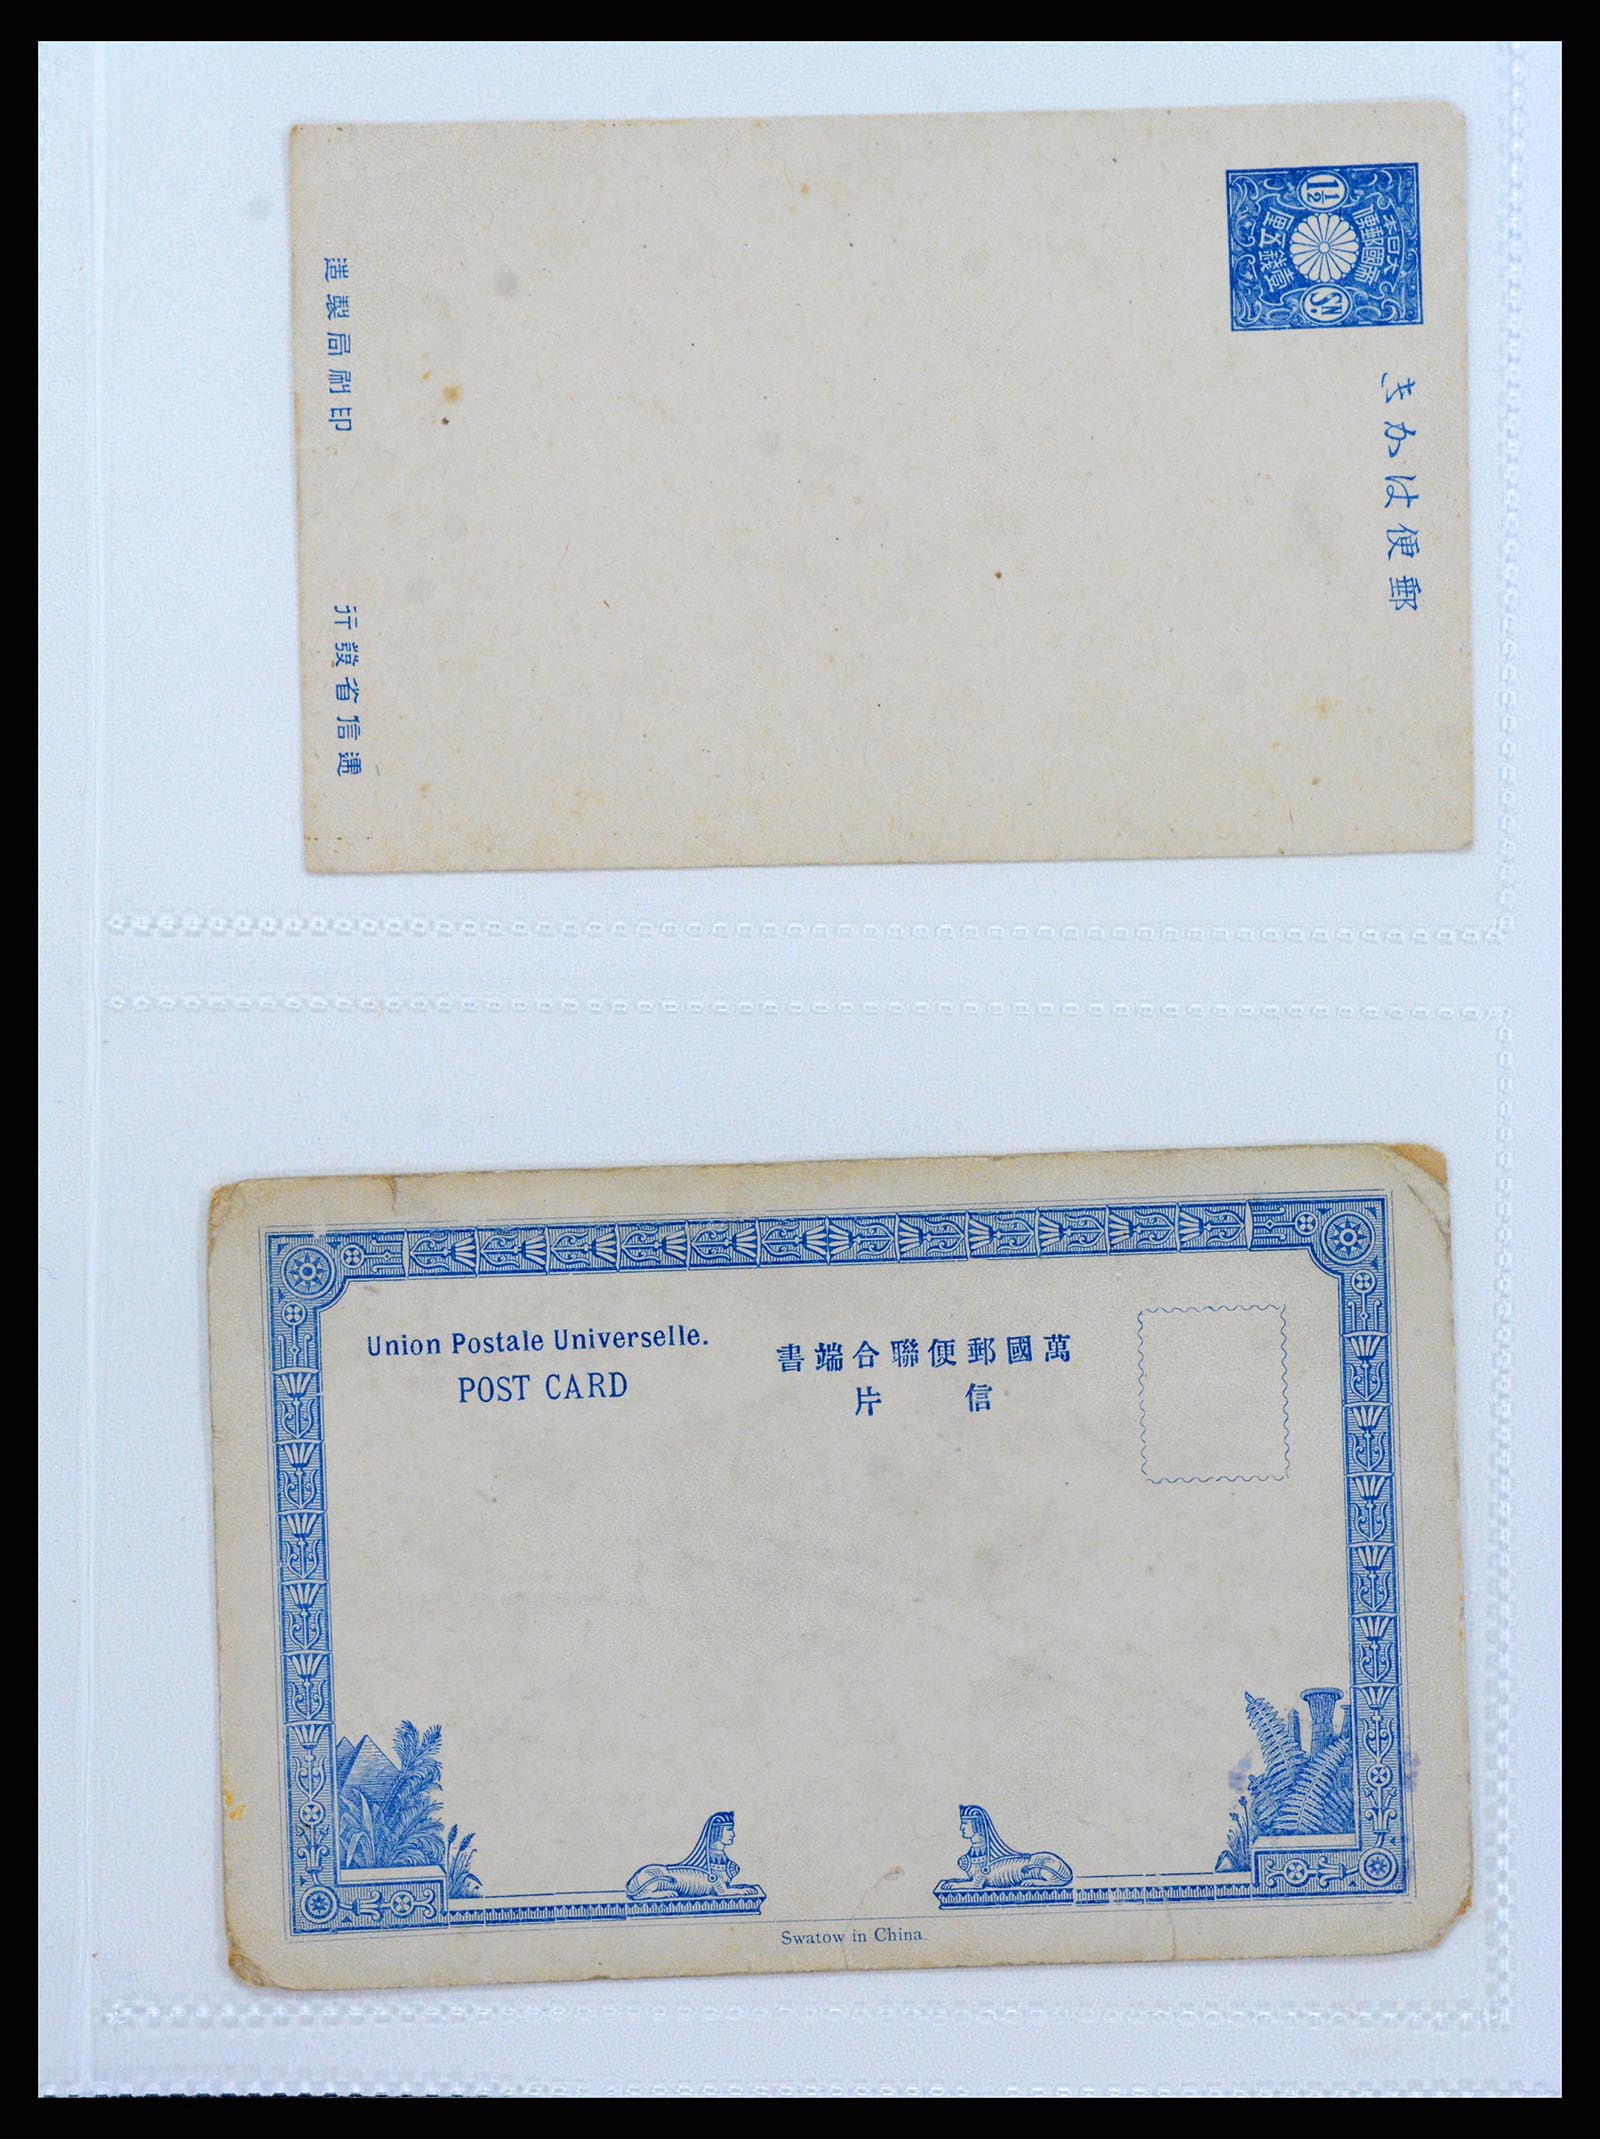 郵便はかき
大日本
帝國郵便
1½ Sn.
壹錢五厘
遞信省發行 印刷局製造
Union Postale Universelle.
POST CARD
萬國郵便聯合端書
信片
Swatow in China.